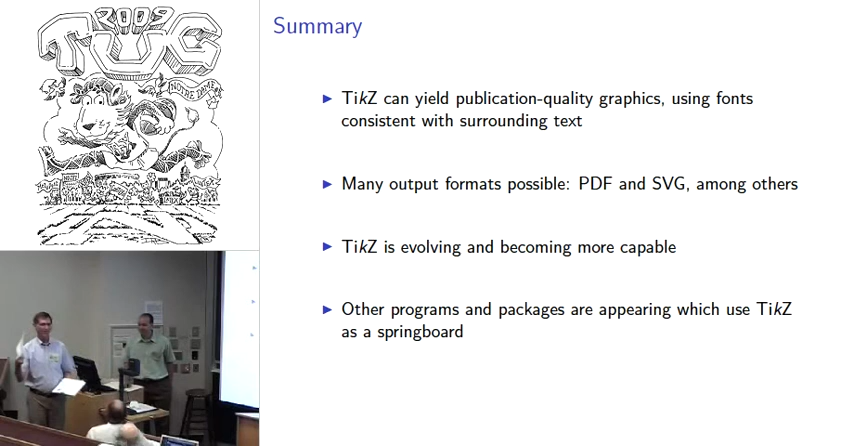 2009
TUG
NOTRE DAME
Summary
TikZ can yield publication-quality graphics, using fonts
consistent with surrounding text
Many output formats possible: PDF and SVG, among others
TikZ is evolving and becoming more capable
Other programs and packages are appearing which use TikZ
as a springboard